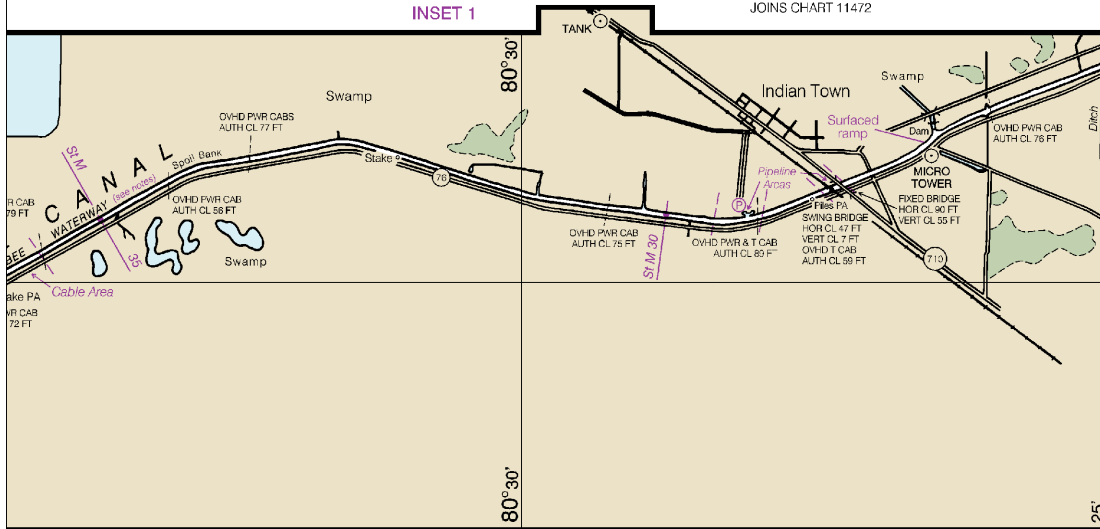 INSET 1
JOINS CHART 11472
TANK
80°30'
Swamp
Indian Town
Swamp
Ditch
OVHD PWR CABS
AUTH CL 77 FT
Surfaced
ramp
Dam
OVHD PWR CAB
AUTH CL 76 FT
St M
CANAL
Spoil Bank
Stake
76
Pipeline
Areas
MICRO
TOWER
(see notes)
WATERWAY
R CAB
79 FT
OVHD PWR CAB
AUTH CL 56 FT
P
Piles PA
SWING BRIDGE
HOR CL 47 FT
VERT CL 7 FT
OVHD T CAB
AUTH CL 59 FT
FIXED BRIDGE
HOR CL 90 FT
VERT CL 55 FT
OVHD PWR CAB
AUTH CL 75 FT
St M 30
OVHD PWR & T CAB
AUTH CL 89 FT
BEE
35
Swamp
710
Cable Area
ake PA
WR CAB
72 FT
80°30'
25'